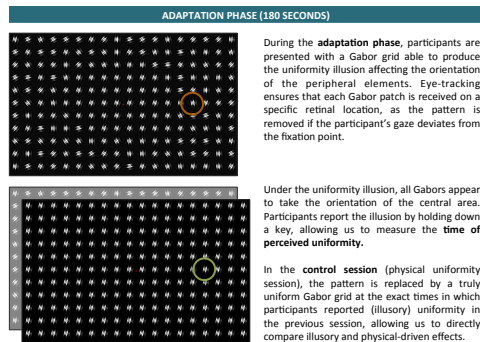 ADAPTATION PHASE (180 SECONDS)
During the adaptation phase, participants are
presented with a Gabor grid able to produce
the uniformity illusion affecting the orientation
of the peripheral elements. Eye-tracking
ensures that each Gabor patch is received on a
specific retinal location, as the pattern is
removed if the participant's gaze deviates from
the fixation point.
Under the uniformity illusion, all Gabors appear
to take the orientation of the central area.
Participants report the illusion by holding down
a key, allowing us to measure the time of
perceived uniformity.
In the control session (physical uniformity
session), the pattern is replaced by a truly
uniform Gabor grid at the exact times in which
participants reported (illusory) uniformity in
the previous session, allowing us to directly
compare illusory and physical-driven effects.